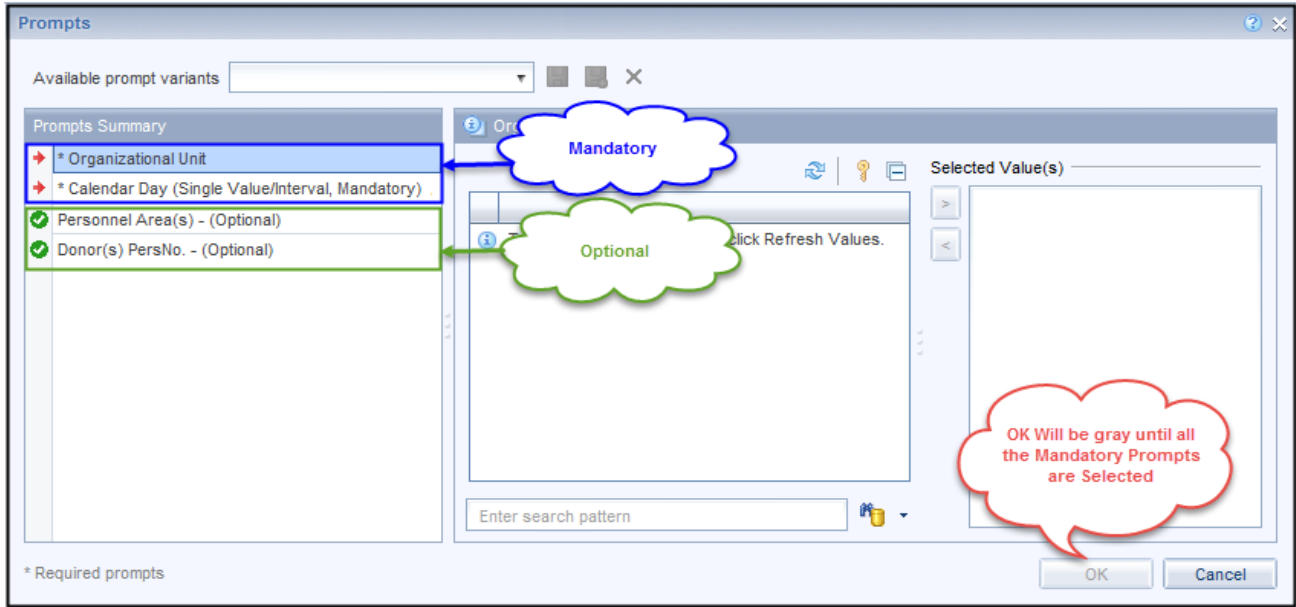 Prompts
Available prompt variants
Prompts Summary
* Organizational Unit
* Calendar Day (Single Value/Interval, Mandatory)
Personnel Area(s) - (Optional)
Donor(s) PersNo. - (Optional)
Mandatory
Optional
click Refresh Values.
Selected Value(s)
>
<
Enter search pattern
OK Will be gray until all
the Mandatory Prompts
are Selected
* Required prompts
OK
Cancel